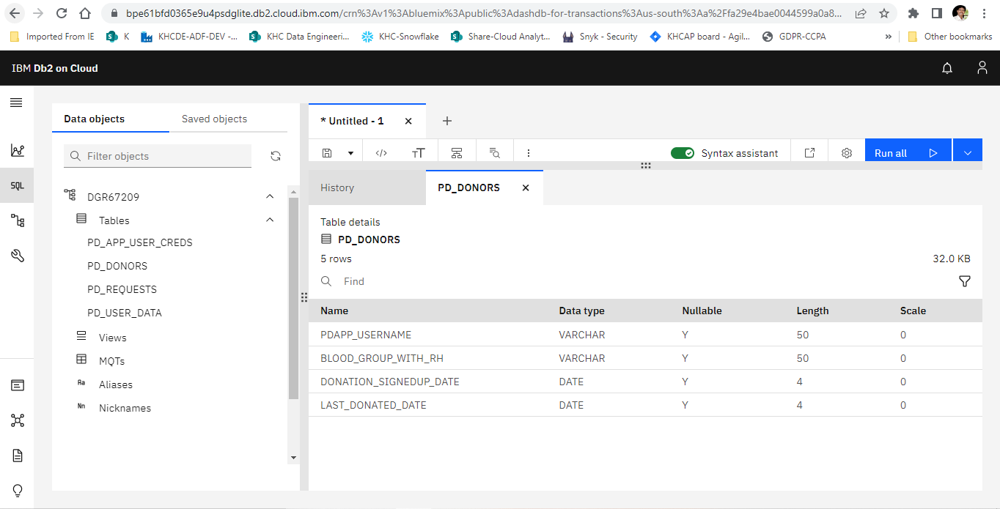 bpe61bfd0365e9u4psdglite.db2.cloud.ibm.com/crn%3Av1%3Abluemix%3Apublic%3Adashdb-for-transactions%3Aus-south%3Aa%2Ffa29e4bae0044599a0a8...
Imported From IE K KHCDE-ADF-DEV -... KHC Data Engineeri... KHC-Snowflake Share-Cloud Analyt... Snyk - Security KHCAP board - Agil... GDPR-CCPA » Other bookmarks
IBM Db2 on Cloud
Data objects Saved objects
* Untitled - 1
Filter objects
Syntax assistant Run all
SQL
History PD_DONORS
DGR67209
Tables
PD_APP_USER_CREDS
PD_DONORS
PD_REQUESTS
PD_USER_DATA
Views
MQTs
Aa Aliases
Nn Nicknames
Table details
PD_DONORS
5 rows 32.0 KB
Find
Name Data type Nullable Length Scale
PDAPP_USERNAME VARCHAR Y 50 0
BLOOD_GROUP_WITH_RH VARCHAR Y 50 0
DONATION_SIGNEDUP_DATE DATE Y 4 0
LAST_DONATED_DATE DATE Y 4 0